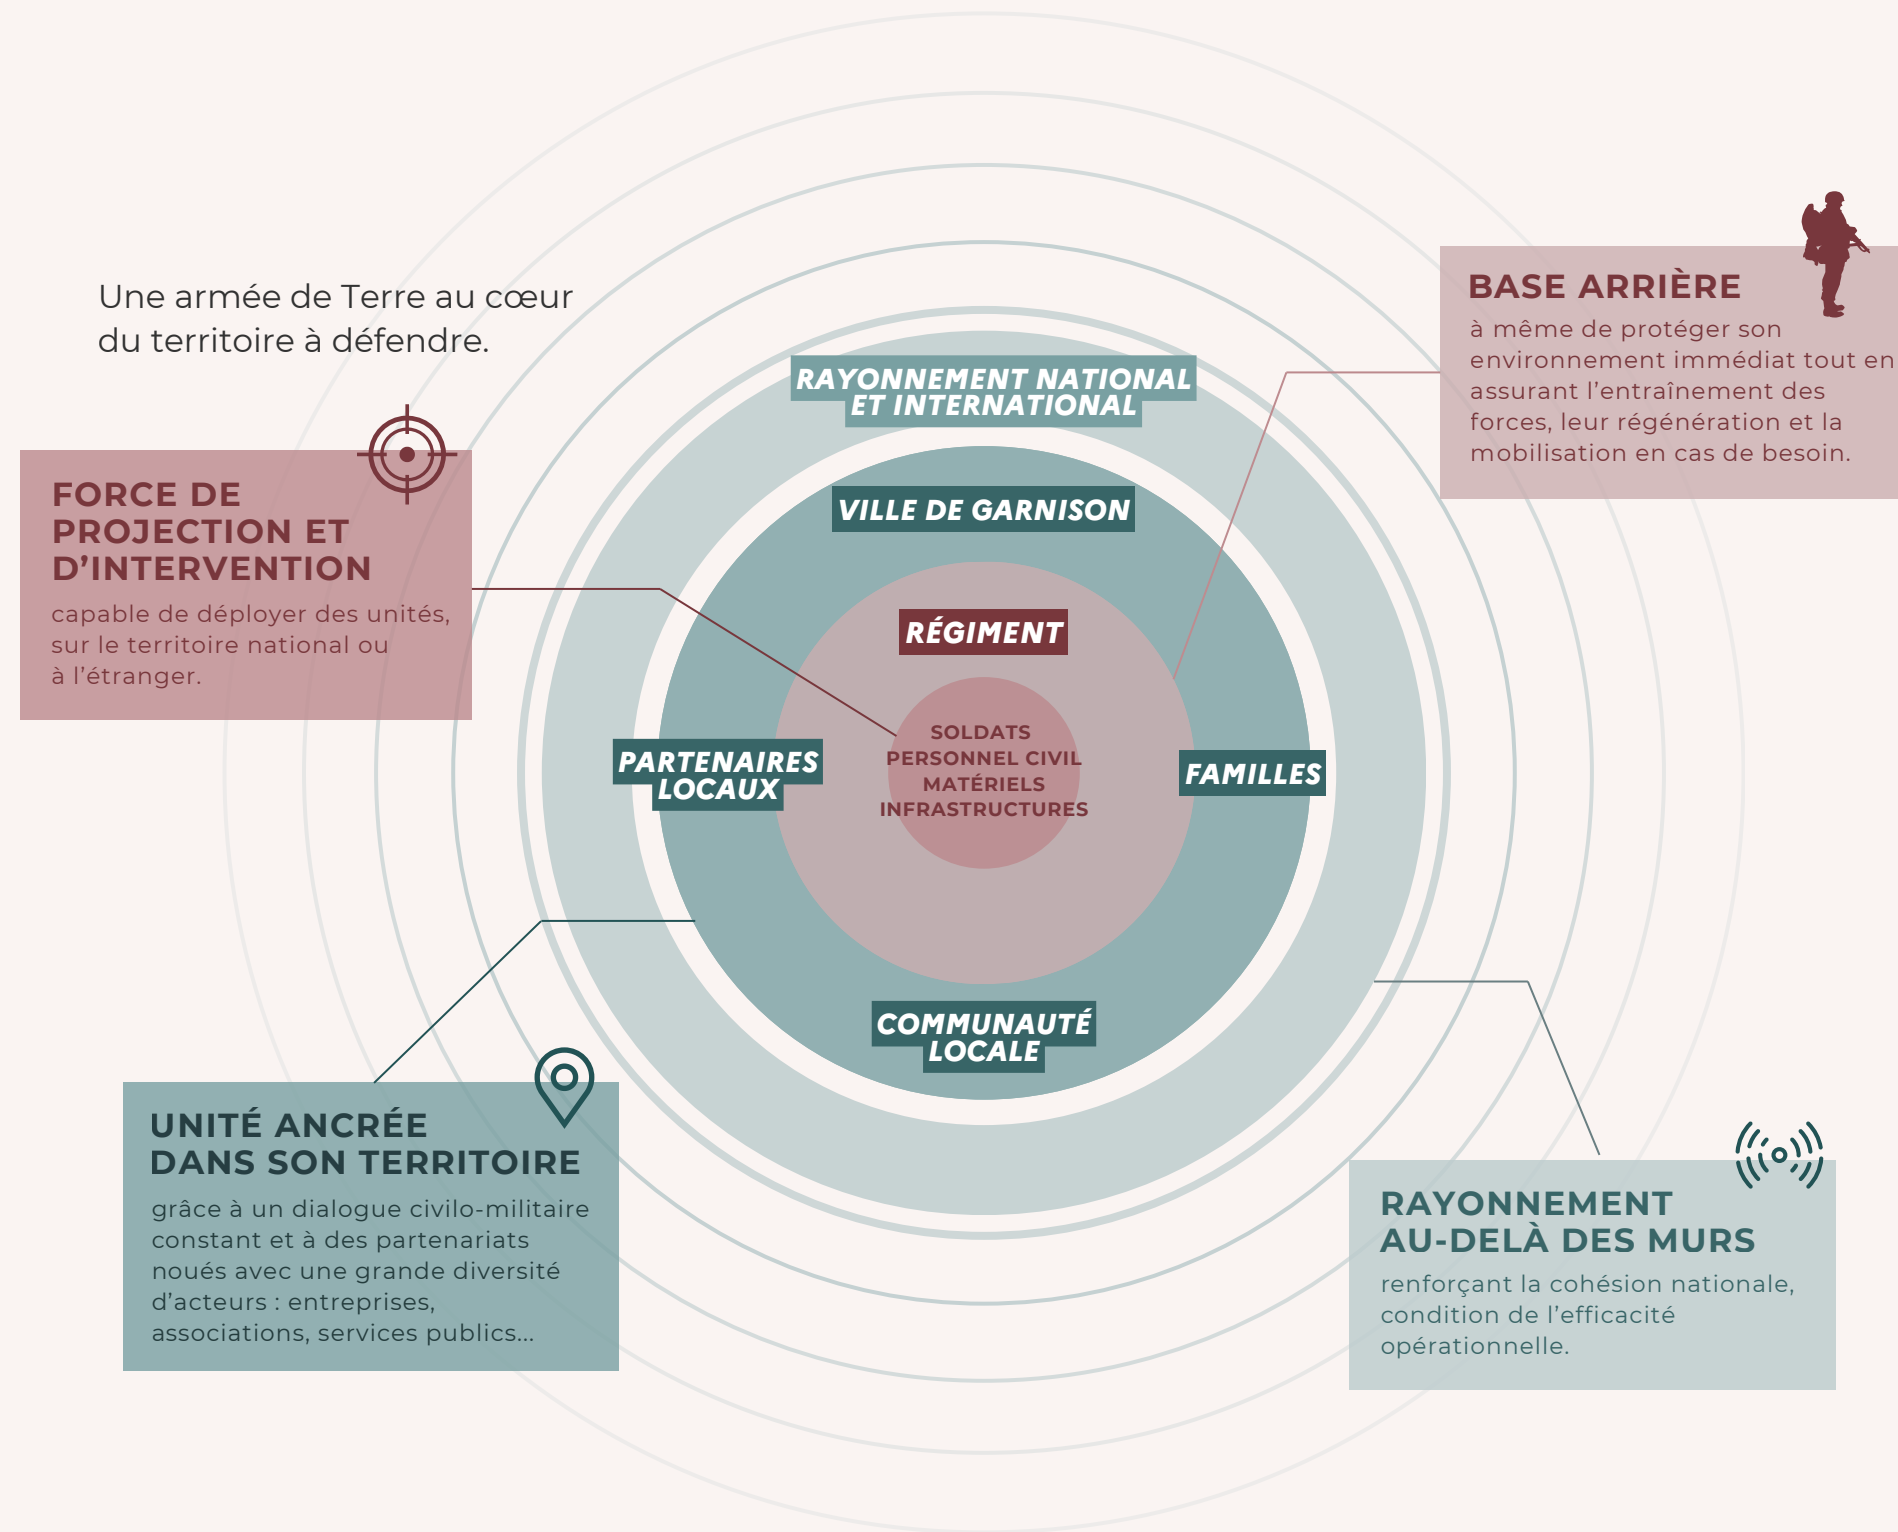 Une armée de Terre au cœur
du territoire à défendre.
BASE ARRIÈRE
à même de protéger son
environnement immédiat tout en
assurant l’entraînement des
forces, leur régénération et la
mobilisation en cas de besoin.
RAYONNEMENT NATIONAL
ET INTERNATIONAL
FORCE DE
PROJECTION ET
D’INTERVENTION
capable de déployer des unités,
sur le territoire national ou
à l’étranger.
VILLE DE GARNISON
RÉGIMENT
SOLDATS
PERSONNEL CIVIL
MATÉRIELS
INFRASTRUCTURES
PARTENAIRES
LOCAUX
FAMILLES
COMMUNAUTÉ
LOCALE
UNITÉ ANCRÉE
DANS SON TERRITOIRE
grâce à un dialogue civilo-militaire
constant et à des partenariats
noués avec une grande diversité
d’acteurs : entreprises,
associations, services publics...
RAYONNEMENT
AU-DELÀ DES MURS
renforçant la cohésion nationale,
condition de l’efficacité
opérationnelle.